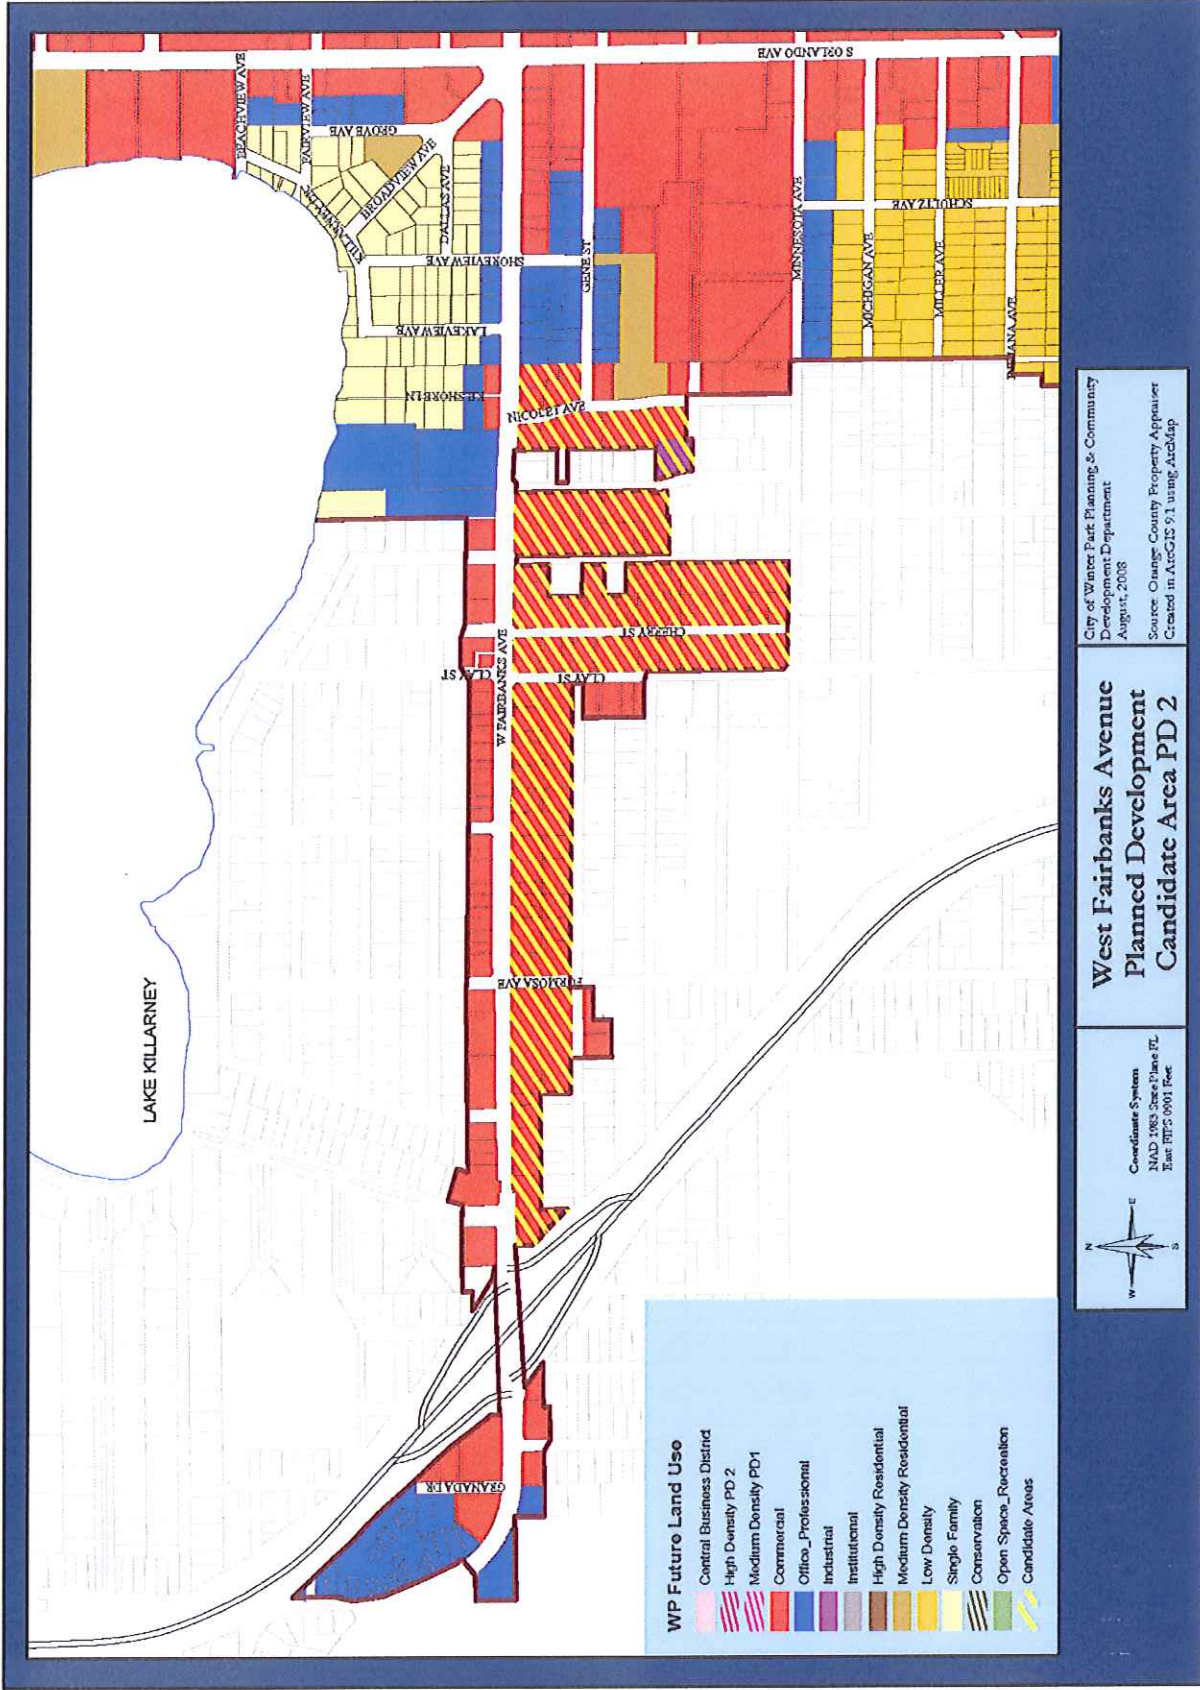 LAKE KILLARNEY
S ORLANDO AVE
BEACHVIEW AVE
FAIRVIEW AVE
GROVE AVE
BROADVIEW AVE
DALLAS AVE
SHOREVIEW AVE
LAKEVIEW AVE
GENE ST
NICOLET AVE
MINNESOTA AVE
MICHIGAN AVE
MILLER AVE
SCHULTZ AVE
W FAIRBANKS AVE
CLAY ST
CLAY ST
CHERRY ST
FORMOSA AVE
GRANADA DR
WP Future Land Use
Central Business District
High Density PD 2
Medium Density PD1
Commercial
Office_Professional
Industrial
Institutional
High Density Residential
Medium Density Residential
Low Density
Single Family
Conservation
Open Space_Recreation
Candidate Areas
N
W
E
S
Coordinate System
NAD 1983 State Plane FL
East FIPS 0901 Feet
West Fairbanks Avenue
Planned Development
Candidate Area PD 2
City of Winter Park Planning & Community
Development Department
August, 2008
Source: Orange County Property Appraiser
Created in ArcGIS 9.1 using ArcMap